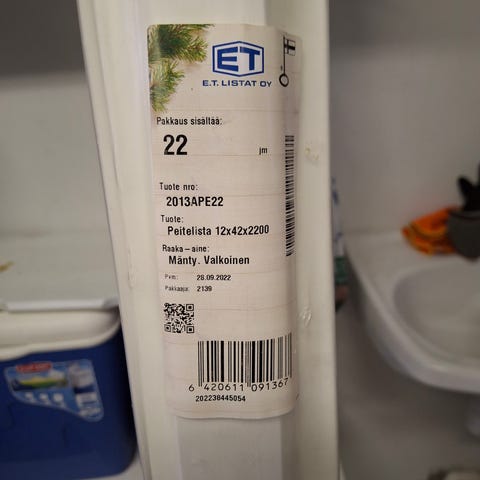 ET
E.T. LISTAT OY
Pakkaus sisältää:
22 jm
Tuote nro:
2013APE22
Tuote:
Peitelista 12x42x2200
Raaka-aine:
Mänty. Valkoinen
Pvm: 28.09.2022
Pakkaaja: 2139
6 420611 091367
202238445054